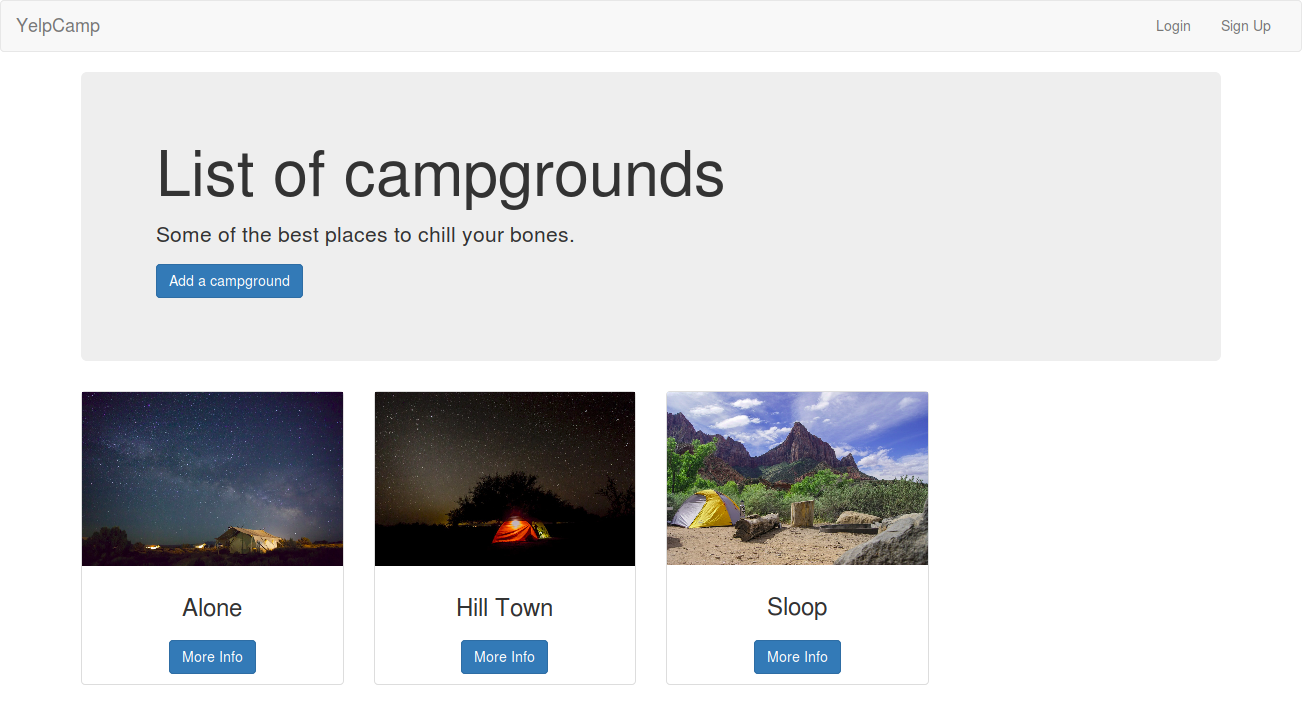 YelpCamp
Login
Sign Up
List of campgrounds
Some of the best places to chill your bones.
Add a campground
Alone
Hill Town
Sloop
More Info
More Info
More Info